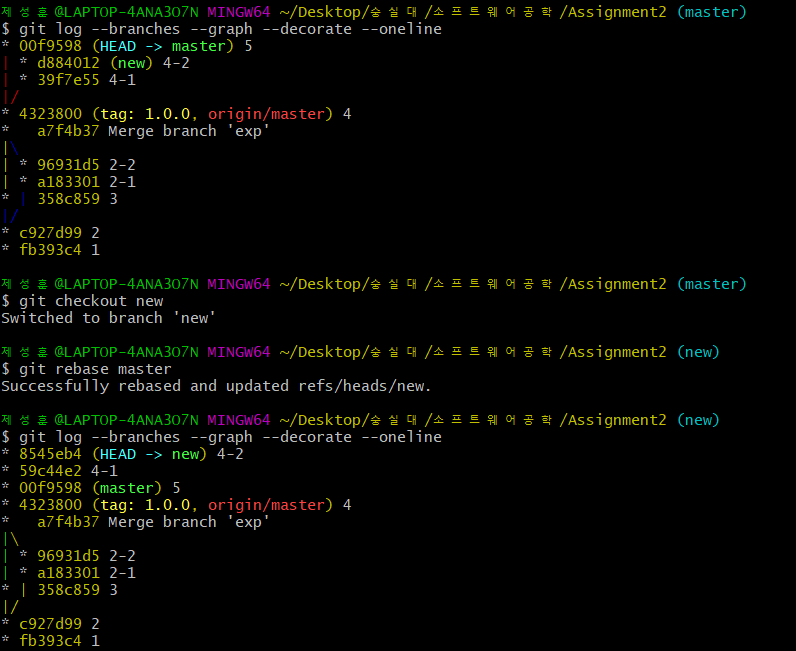 제성훈@LAPTOP-4ANA3O7N MINGW64 ~/Desktop/숭실대/소프트웨어공학/Assignment2 (master)
$ git log --branches --graph --decorate --oneline
* 00f9598 (HEAD -> master) 5
| * d884012 (new) 4-2
| * 39f7e55 4-1
|/
* 4323800 (tag: 1.0.0, origin/master) 4
*   a7f4b37 Merge branch 'exp'
|\
| * 96931d5 2-2
| * a183301 2-1
* | 358c859 3
|/
* c927d99 2
* fb393c4 1
제성훈@LAPTOP-4ANA3O7N MINGW64 ~/Desktop/숭실대/소프트웨어공학/Assignment2 (master)
$ git checkout new
Switched to branch 'new'
제성훈@LAPTOP-4ANA3O7N MINGW64 ~/Desktop/숭실대/소프트웨어공학/Assignment2 (new)
$ git rebase master
Successfully rebased and updated refs/heads/new.
제성훈@LAPTOP-4ANA3O7N MINGW64 ~/Desktop/숭실대/소프트웨어공학/Assignment2 (new)
$ git log --branches --graph --decorate --oneline
* 8545eb4 (HEAD -> new) 4-2
* 59c44e2 4-1
* 00f9598 (master) 5
* 4323800 (tag: 1.0.0, origin/master) 4
*   a7f4b37 Merge branch 'exp'
|\
| * 96931d5 2-2
| * a183301 2-1
* | 358c859 3
|/
* c927d99 2
* fb393c4 1